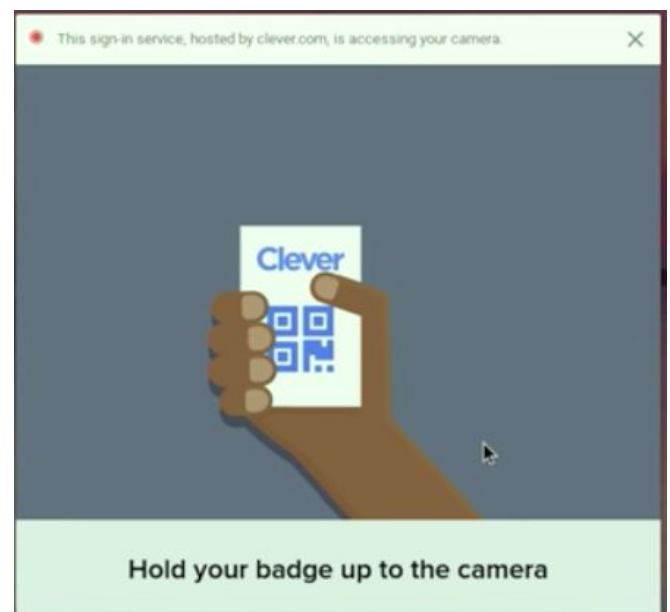 This sign-in service, hosted by clever.com, is accessing your camera.
Clever
Hold your badge up to the camera